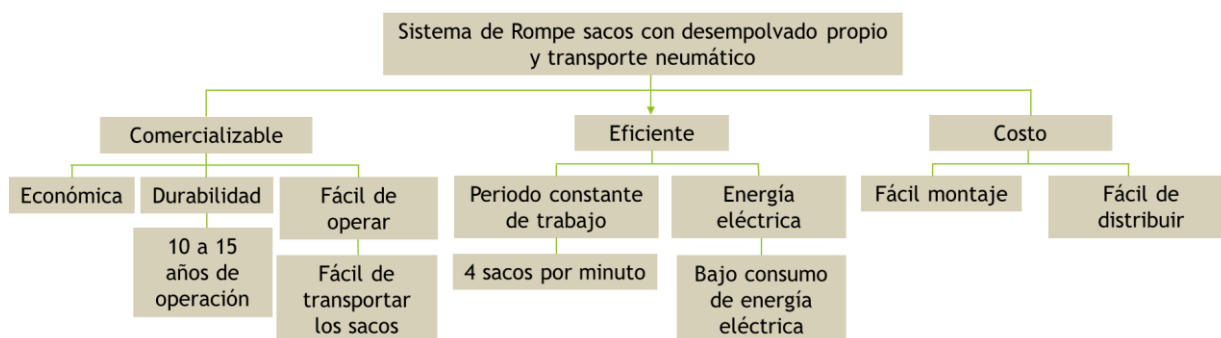 Sistema de Rompe sacos con desempolvado propio
y transporte neumático
Comercializable
Eficiente
Costo
Económica
Durabilidad
Fácil de
operar
Periodo constante
de trabajo
Energía
eléctrica
Fácil montaje
Fácil de
distribuir
10 a 15
años de
operación
Fácil de
transportar
los sacos
4 sacos por minuto
Bajo consumo
de energía
eléctrica